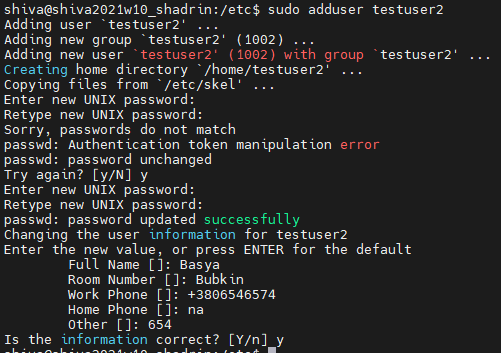 shiva@shiva2021w10_shadrin:/etc$ sudo adduser testuser2
Adding user `testuser2' ...
Adding new group `testuser2' (1002) ...
Adding new user `testuser2' (1002) with group `testuser2' ...
Creating home directory `/home/testuser2' ...
Copying files from `/etc/skel' ...
Enter new UNIX password:
Retype new UNIX password:
Sorry, passwords do not match
passwd: Authentication token manipulation error
passwd: password unchanged
Try again? [y/N] y
Enter new UNIX password:
Retype new UNIX password:
passwd: password updated successfully
Changing the user information for testuser2
Enter the new value, or press ENTER for the default
Full Name []: Basya
Room Number []: Bubkin
Work Phone []: +3806546574
Home Phone []: na
Other []: 654
Is the information correct? [Y/n] y
shiva@shiva2021w10_shadrin:/etc$